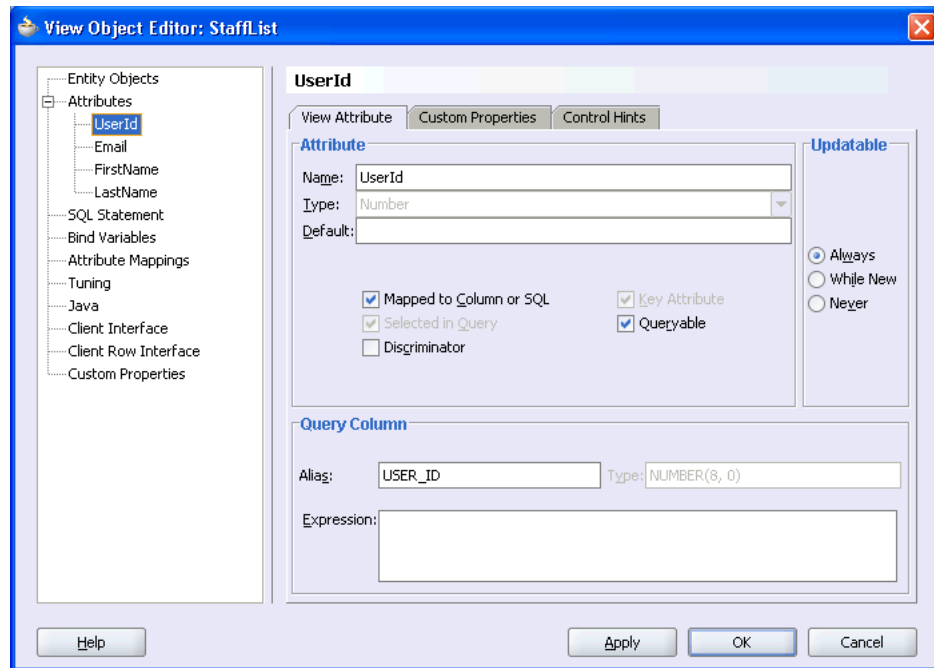 View Object Editor: StaffList
Entity Objects
Attributes
UserId
Email
FirstName
LastName
SQL Statement
Bind Variables
Attribute Mappings
Tuning
Java
Client Interface
Client Row Interface
Custom Properties
UserId
View Attribute Custom Properties Control Hints
Attribute
Name: UserId
Type: Number
Default:
Mapped to Column or SQL Key Attribute
Selected in Query Queryable
Discriminator
Updatable
Always
While New
Never
Query Column
Alias: USER_ID Type: NUMBER(8, 0)
Expression:
Help Apply OK Cancel